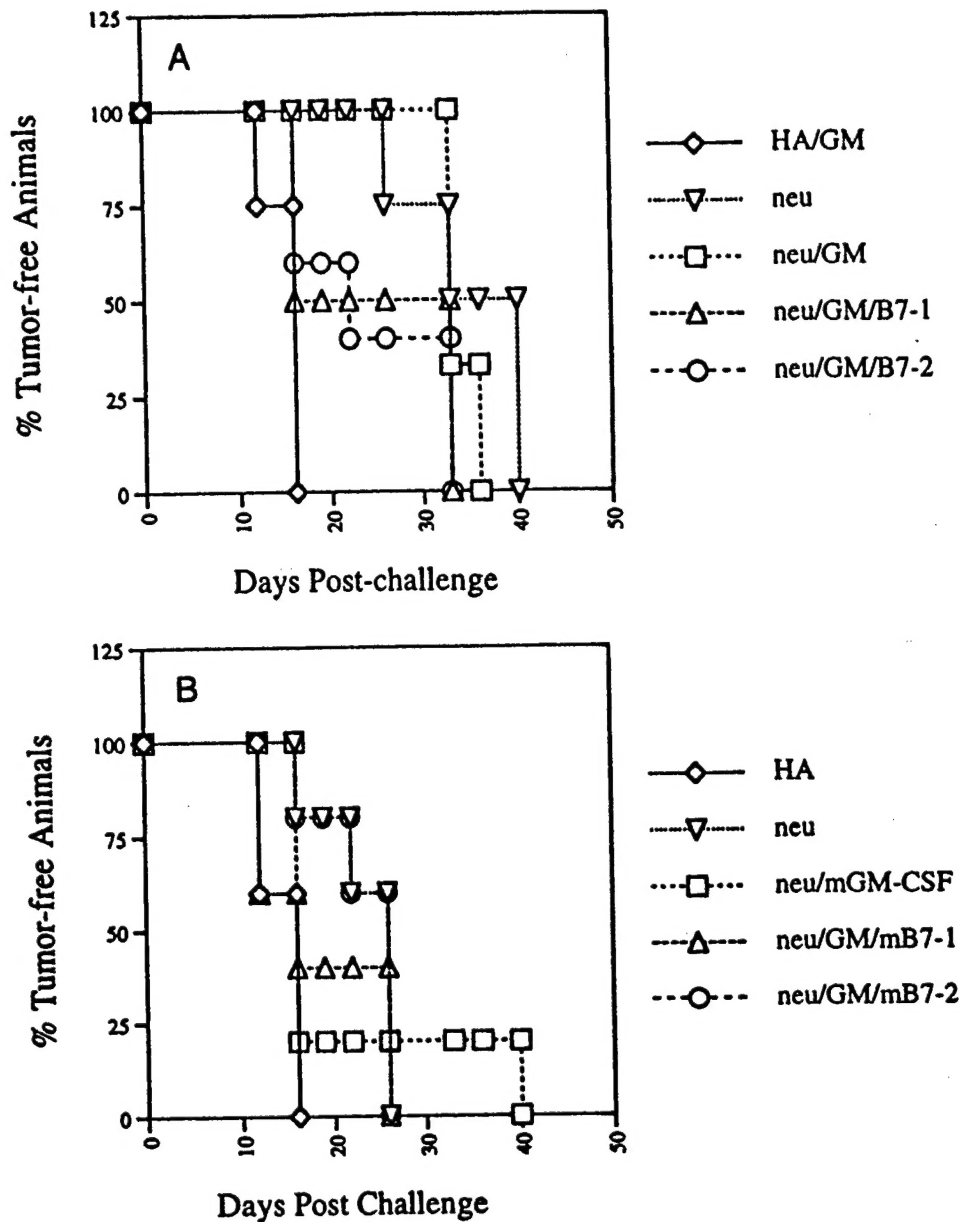 125
A
100
75
50
25
0
0
10
20
30
40
50
% Tumor-free Animals
Days Post-challenge
HA/GM
neu
neu/GM
neu/GM/B7-1
neu/GM/B7-2
125
B
100
75
50
25
0
0
10
20
30
40
50
% Tumor-free Animals
Days Post Challenge
HA
neu
neu/mGM-CSF
neu/GM/mB7-1
neu/GM/mB7-2